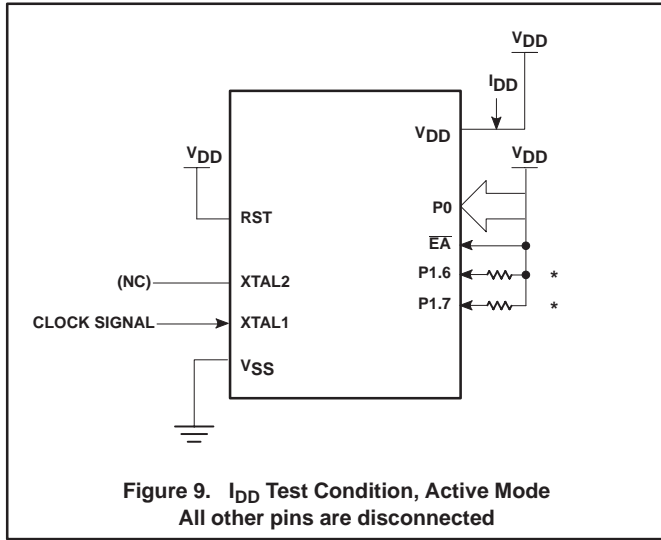 VDD
IDD
VDD
VDD
VDD
P0
RST
EA
(NC)
XTAL2
P1.6
*
CLOCK SIGNAL
XTAL1
P1.7
*
VSS
Figure 9. IDD Test Condition, Active Mode
All other pins are disconnected